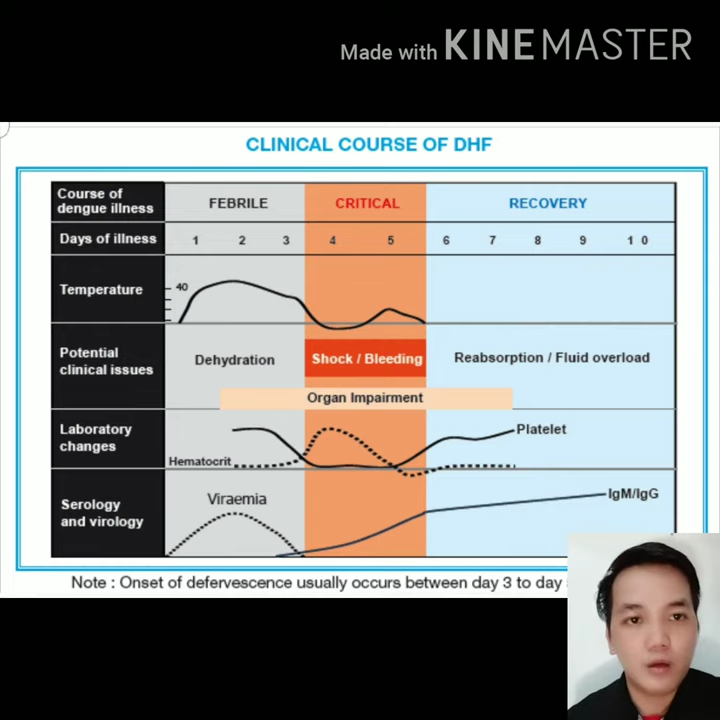 Made with KINEMASTER
CLINICAL COURSE OF DHF
Course of dengue illness
FEBRILE
CRITICAL
RECOVERY
Days of illness
1 2 3 4 5 6 7 8 9 1 0
Temperature
40
Potential clinical issues
Dehydration
Shock / Bleeding
Reabsorption / Fluid overload
Organ Impairment
Laboratory changes
Hematocrit
Platelet
Serology and virology
Viraemia
IgM/IgG
Note : Onset of defervescence usually occurs between day 3 to day